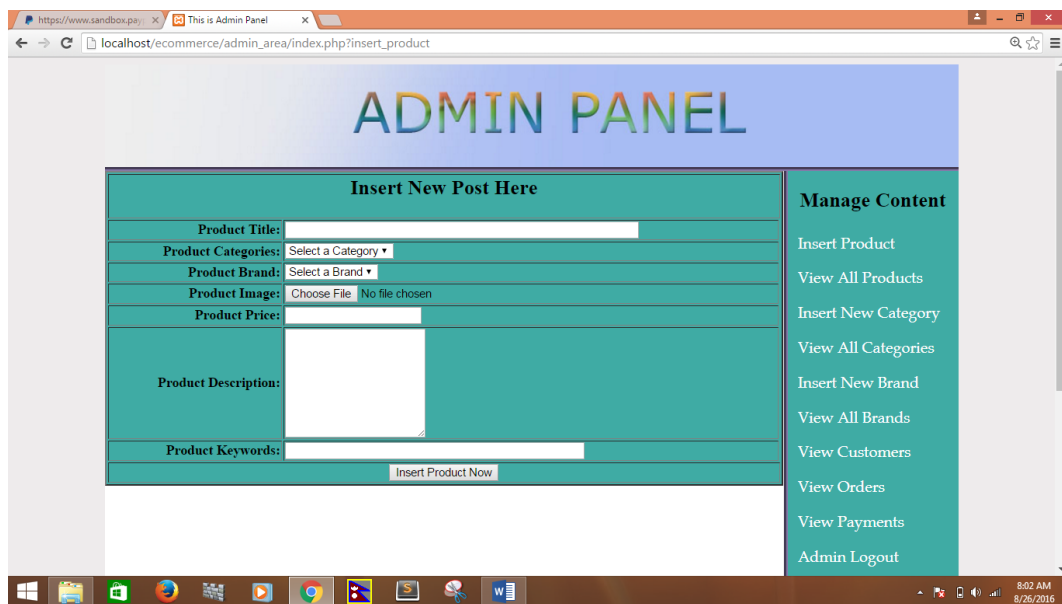 https://www.sandbox.payp
This is Admin Panel
localhost/ecommerce/admin_area/index.php?insert_product
ADMIN PANEL
Insert New Post Here
Product Title:
Product Categories: Select a Category
Product Brand: Select a Brand
Product Image: Choose File No file chosen
Product Price:
Product Description:
Product Keywords:
Insert Product Now
Manage Content
Insert Product
View All Products
Insert New Category
View All Categories
Insert New Brand
View All Brands
View Customers
View Orders
View Payments
Admin Logout
S
W
8:02 AM
8/26/2016